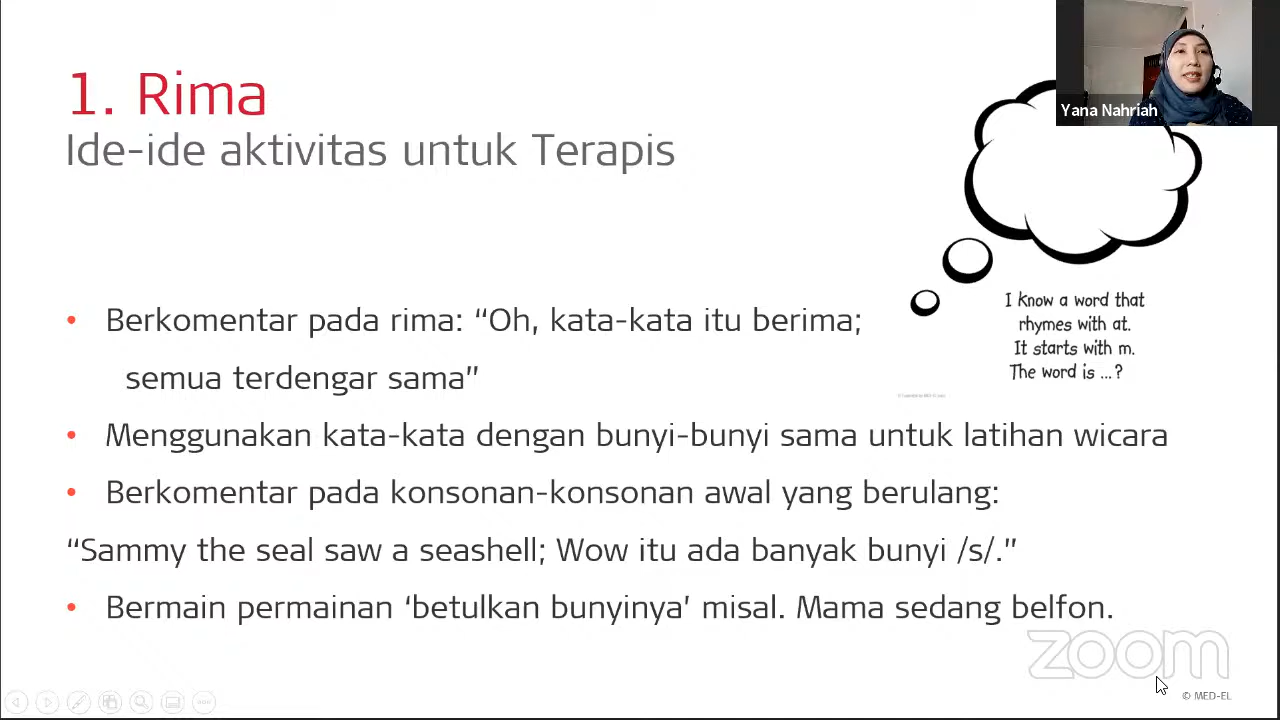 1. Rima
Ide-ide aktivitas untuk Terapis
Yana Nahriah
I know a word that
rhymes with at.
It starts with m.
The word is ...?
• Berkomentar pada rima: “Oh, kata-kata itu berima;
semua terdengar sama”
• Menggunakan kata-kata dengan bunyi-bunyi sama untuk latihan wicara
• Berkomentar pada konsonan-konsonan awal yang berulang:
“Sammy the seal saw a seashell; Wow itu ada banyak bunyi /s/.”
• Bermain permainan ‘betulkan bunyinya’ misal. Mama sedang belfon.
zoom
© MED-EL